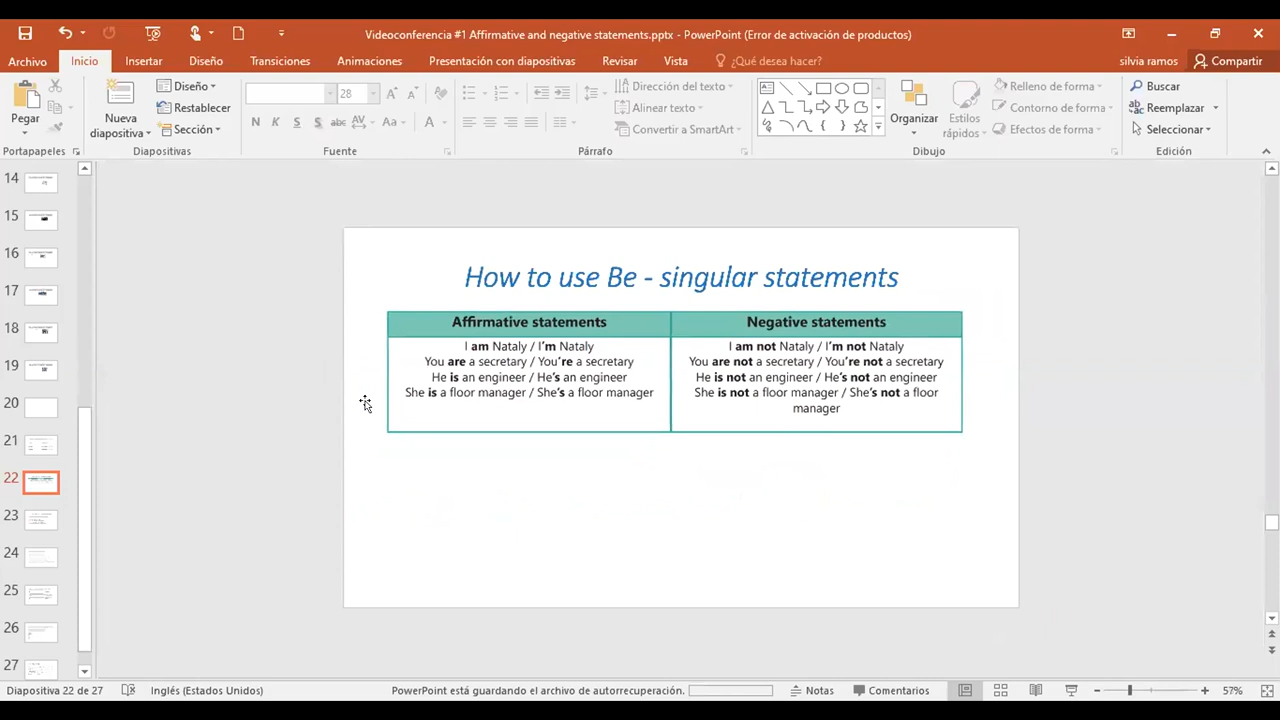 Videoconferencia #1 Affirmative and negative statements.pptx - PowerPoint (Error de activación de productos)
Archivo Inicio Insertar Diseño Transiciones Animaciones Presentación con diapositivas Revisar Vista ¿Qué desea hacer? silvia ramos Compartir
Pegar
Portapapeles
Nueva
diapositiva
Diseño
Restablecer
Sección
Diapositivas
28
N K S S abc AV Aa A
Fuente
Dirección del texto
Alinear texto
Convertir a SmartArt
Párrafo
Organizar
Estilos
rápidos
Relleno de forma
Contorno de forma
Efectos de forma
Dibujo
Buscar
Reemplazar
Seleccionar
Edición
14
15
16
17
18
19
20
21
22
23
24
25
26
27
How to use Be - singular statements
Affirmative statements
I am Nataly / I'm Nataly
You are a secretary / You're a secretary
He is an engineer / He's an engineer
She is a floor manager / She's a floor manager
Negative statements
I am not Nataly / I'm not Nataly
You are not a secretary / You're not a secretary
He is not an engineer / He's not an engineer
She is not a floor manager / She's not a floor
manager
Diapositiva 22 de 27 Inglés (Estados Unidos) PowerPoint está guardando el archivo de autorrecuperación. Notas Comentarios 57%